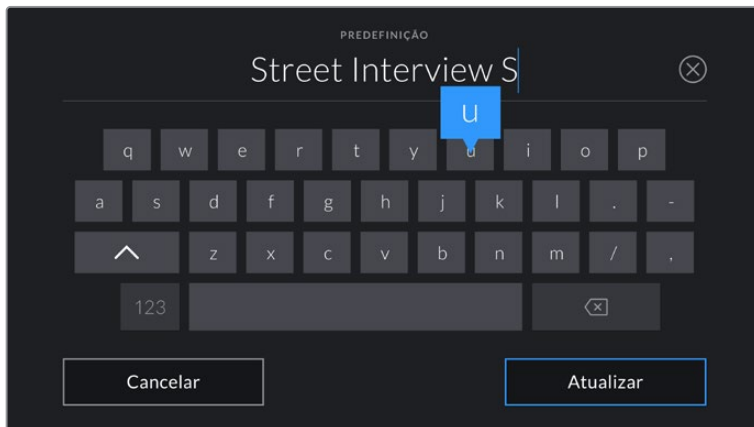 PREDEFINIÇÃO
Street Interview S
u
q w e r t y u i o p
a s d f g h j k l . -
z x c v b n m / ,
123
Cancelar Atualizar